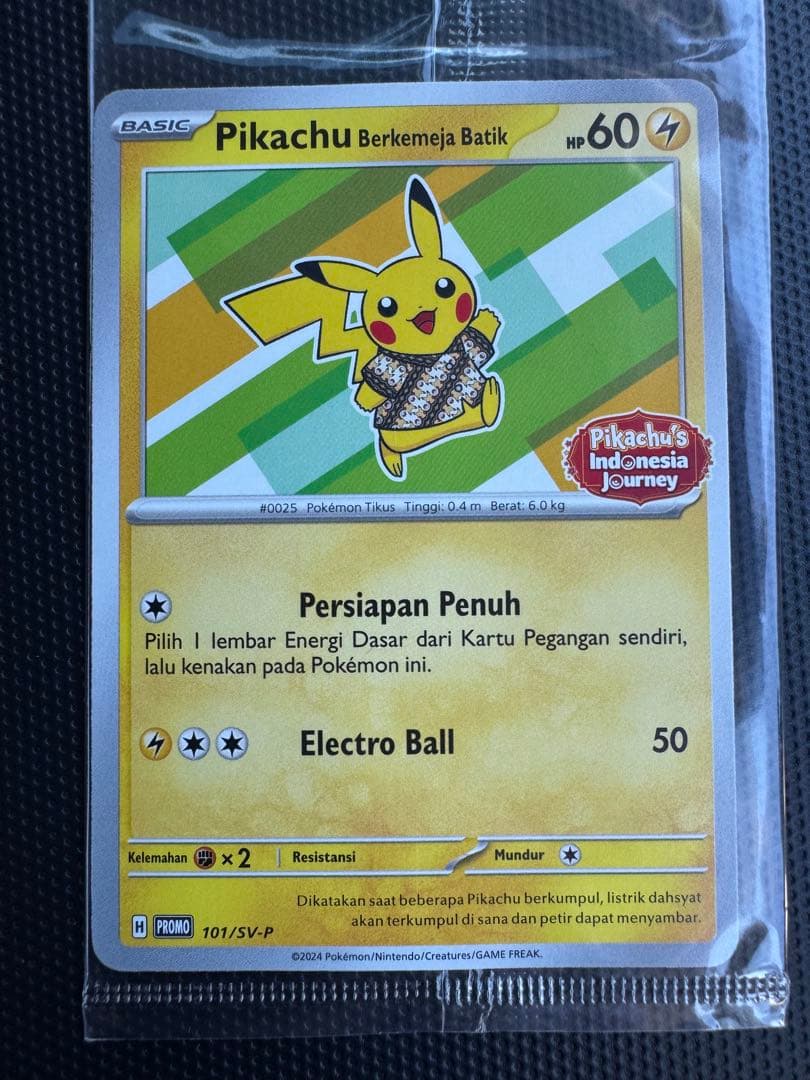 BASIC
Pikachu Berkemeja Batik HP60
Pikachu's
Indonesia
Journey
#0025 Pokémon Tikus Tinggi: 0.4 m Berat: 6.0 kg
Persiapan Penuh
Pilih 1 lembar Energi Dasar dari Kartu Pegangan sendiri,
lalu kenakan pada Pokémon ini.
Electro Ball 50
Kelemahan ×2 Resistansi Mundur
Dikatakan saat beberapa Pikachu berkumpul, listrik dahsyat
akan terkumpul di sana dan petir dapat menyambar.
H PROMO 101/SV-P
©2024 Pokémon/Nintendo/Creatures/GAME FREAK.